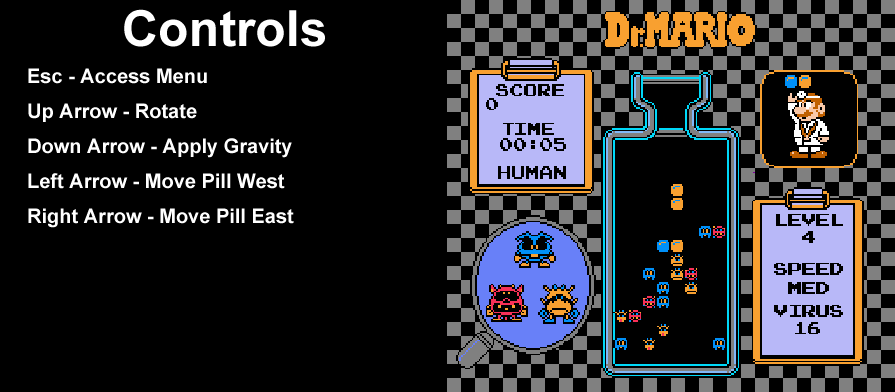 Controls
Esc - Access Menu
Up Arrow - Rotate
Down Arrow - Apply Gravity
Left Arrow - Move Pill West
Right Arrow - Move Pill East
Dr. MARIO
SCORE
0
TIME
00:05
HUMAN
LEVEL
4
SPEED
MED
VIRUS
16